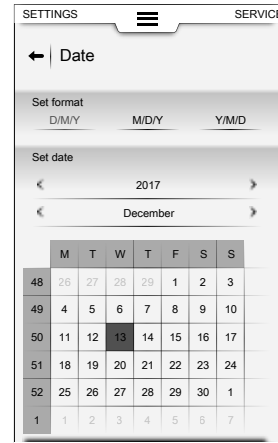 SETTINGS SERVICE
Date
Set format
D/M/Y M/D/Y Y/M/D
Set date
2017
December
M T W T F S S
48 26 27 28 29 1 2 3
49 4 5 6 7 8 9 10
50 11 12 13 14 15 16 17
51 18 19 20 21 22 23 24
52 25 26 27 28 29 30 1
1 1 2 3 4 5 6 7